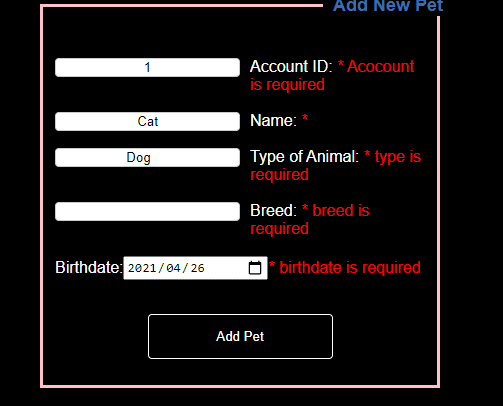 Add New Pet
1 Account ID: * Acocount
is required
Cat Name: *
Dog Type of Animal: * type is
required
Breed: * breed is
required
Birthdate: 2021/04/26 * birthdate is required
Add Pet